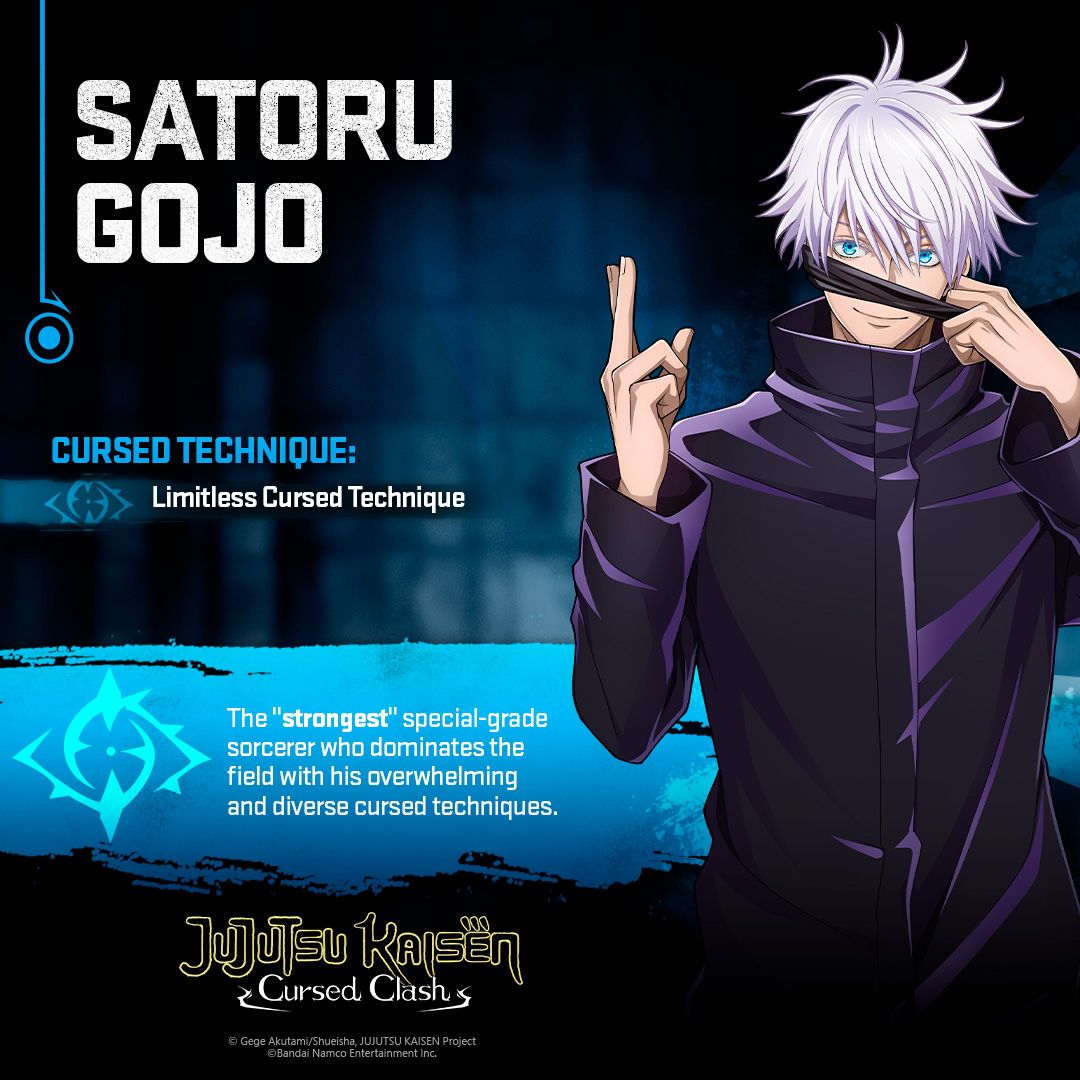 SATORU
GOJO
CURSED TECHNIQUE:
Limitless Cursed Technique
The "strongest" special-grade
sorcerer who dominates the
field with his overwhelming
and diverse cursed techniques.
JUJUTSU KAISEN
Cursed Clash
© Gege Akutami/Shueisha, JUJUTSU KAISEN Project
©Bandai Namco Entertainment Inc.